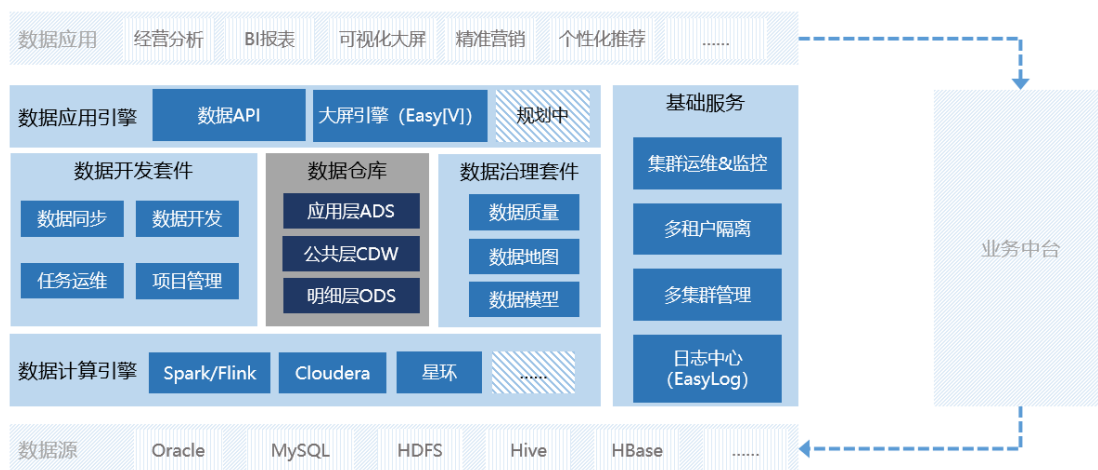 数据应用
经营分析
BI报表
可视化大屏
精准营销
个性化推荐
......
数据应用引擎
数据API
大屏引擎（Easy[V]）
规划中
数据开发套件
数据同步
数据开发
任务运维
项目管理
数据仓库
应用层ADS
公共层CDW
明细层ODS
数据治理套件
数据质量
数据地图
数据模型
数据计算引擎
Spark/Flink
Cloudera
星环
......
基础服务
集群运维&监控
多租户隔离
多集群管理
日志中心
（EasyLog）
业务中台
数据源
Oracle
MySQL
HDFS
Hive
HBase
......